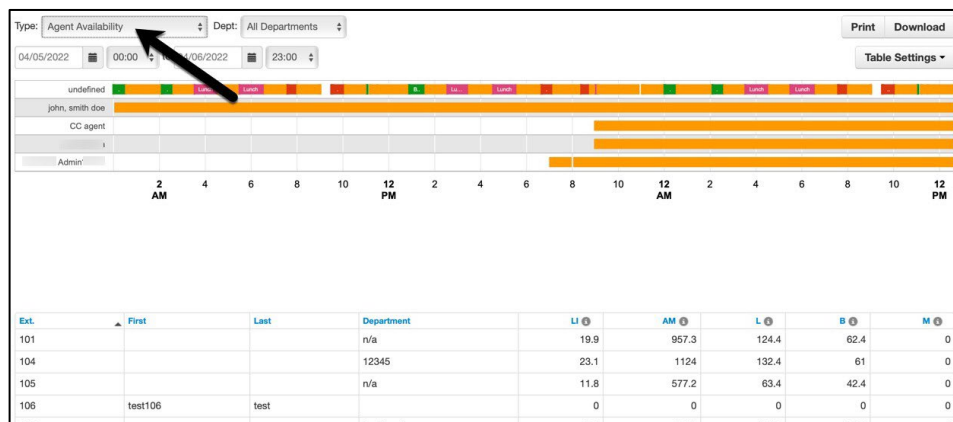 Type: Agent Availability Dept: All Departments Print Download
04/05/2022 00:00 04/06/2022 23:00 Table Settings
undefined Lunch Lunch B. Lu... Lunch Lunch Lunch
john, smith doe
CC agent
Admin'
2 4 6 8 10 12 2 4 6 8 10 12 2 4 6 8 10 12
AM PM AM PM
Ext. First Last Department LI AM L B M
101 n/a 19.9 957.3 124.4 62.4 0
104 12345 23.1 1124 132.4 61 0
105 n/a 11.8 577.2 63.4 42.4 0
106 test106 test 0 0 0 0 0